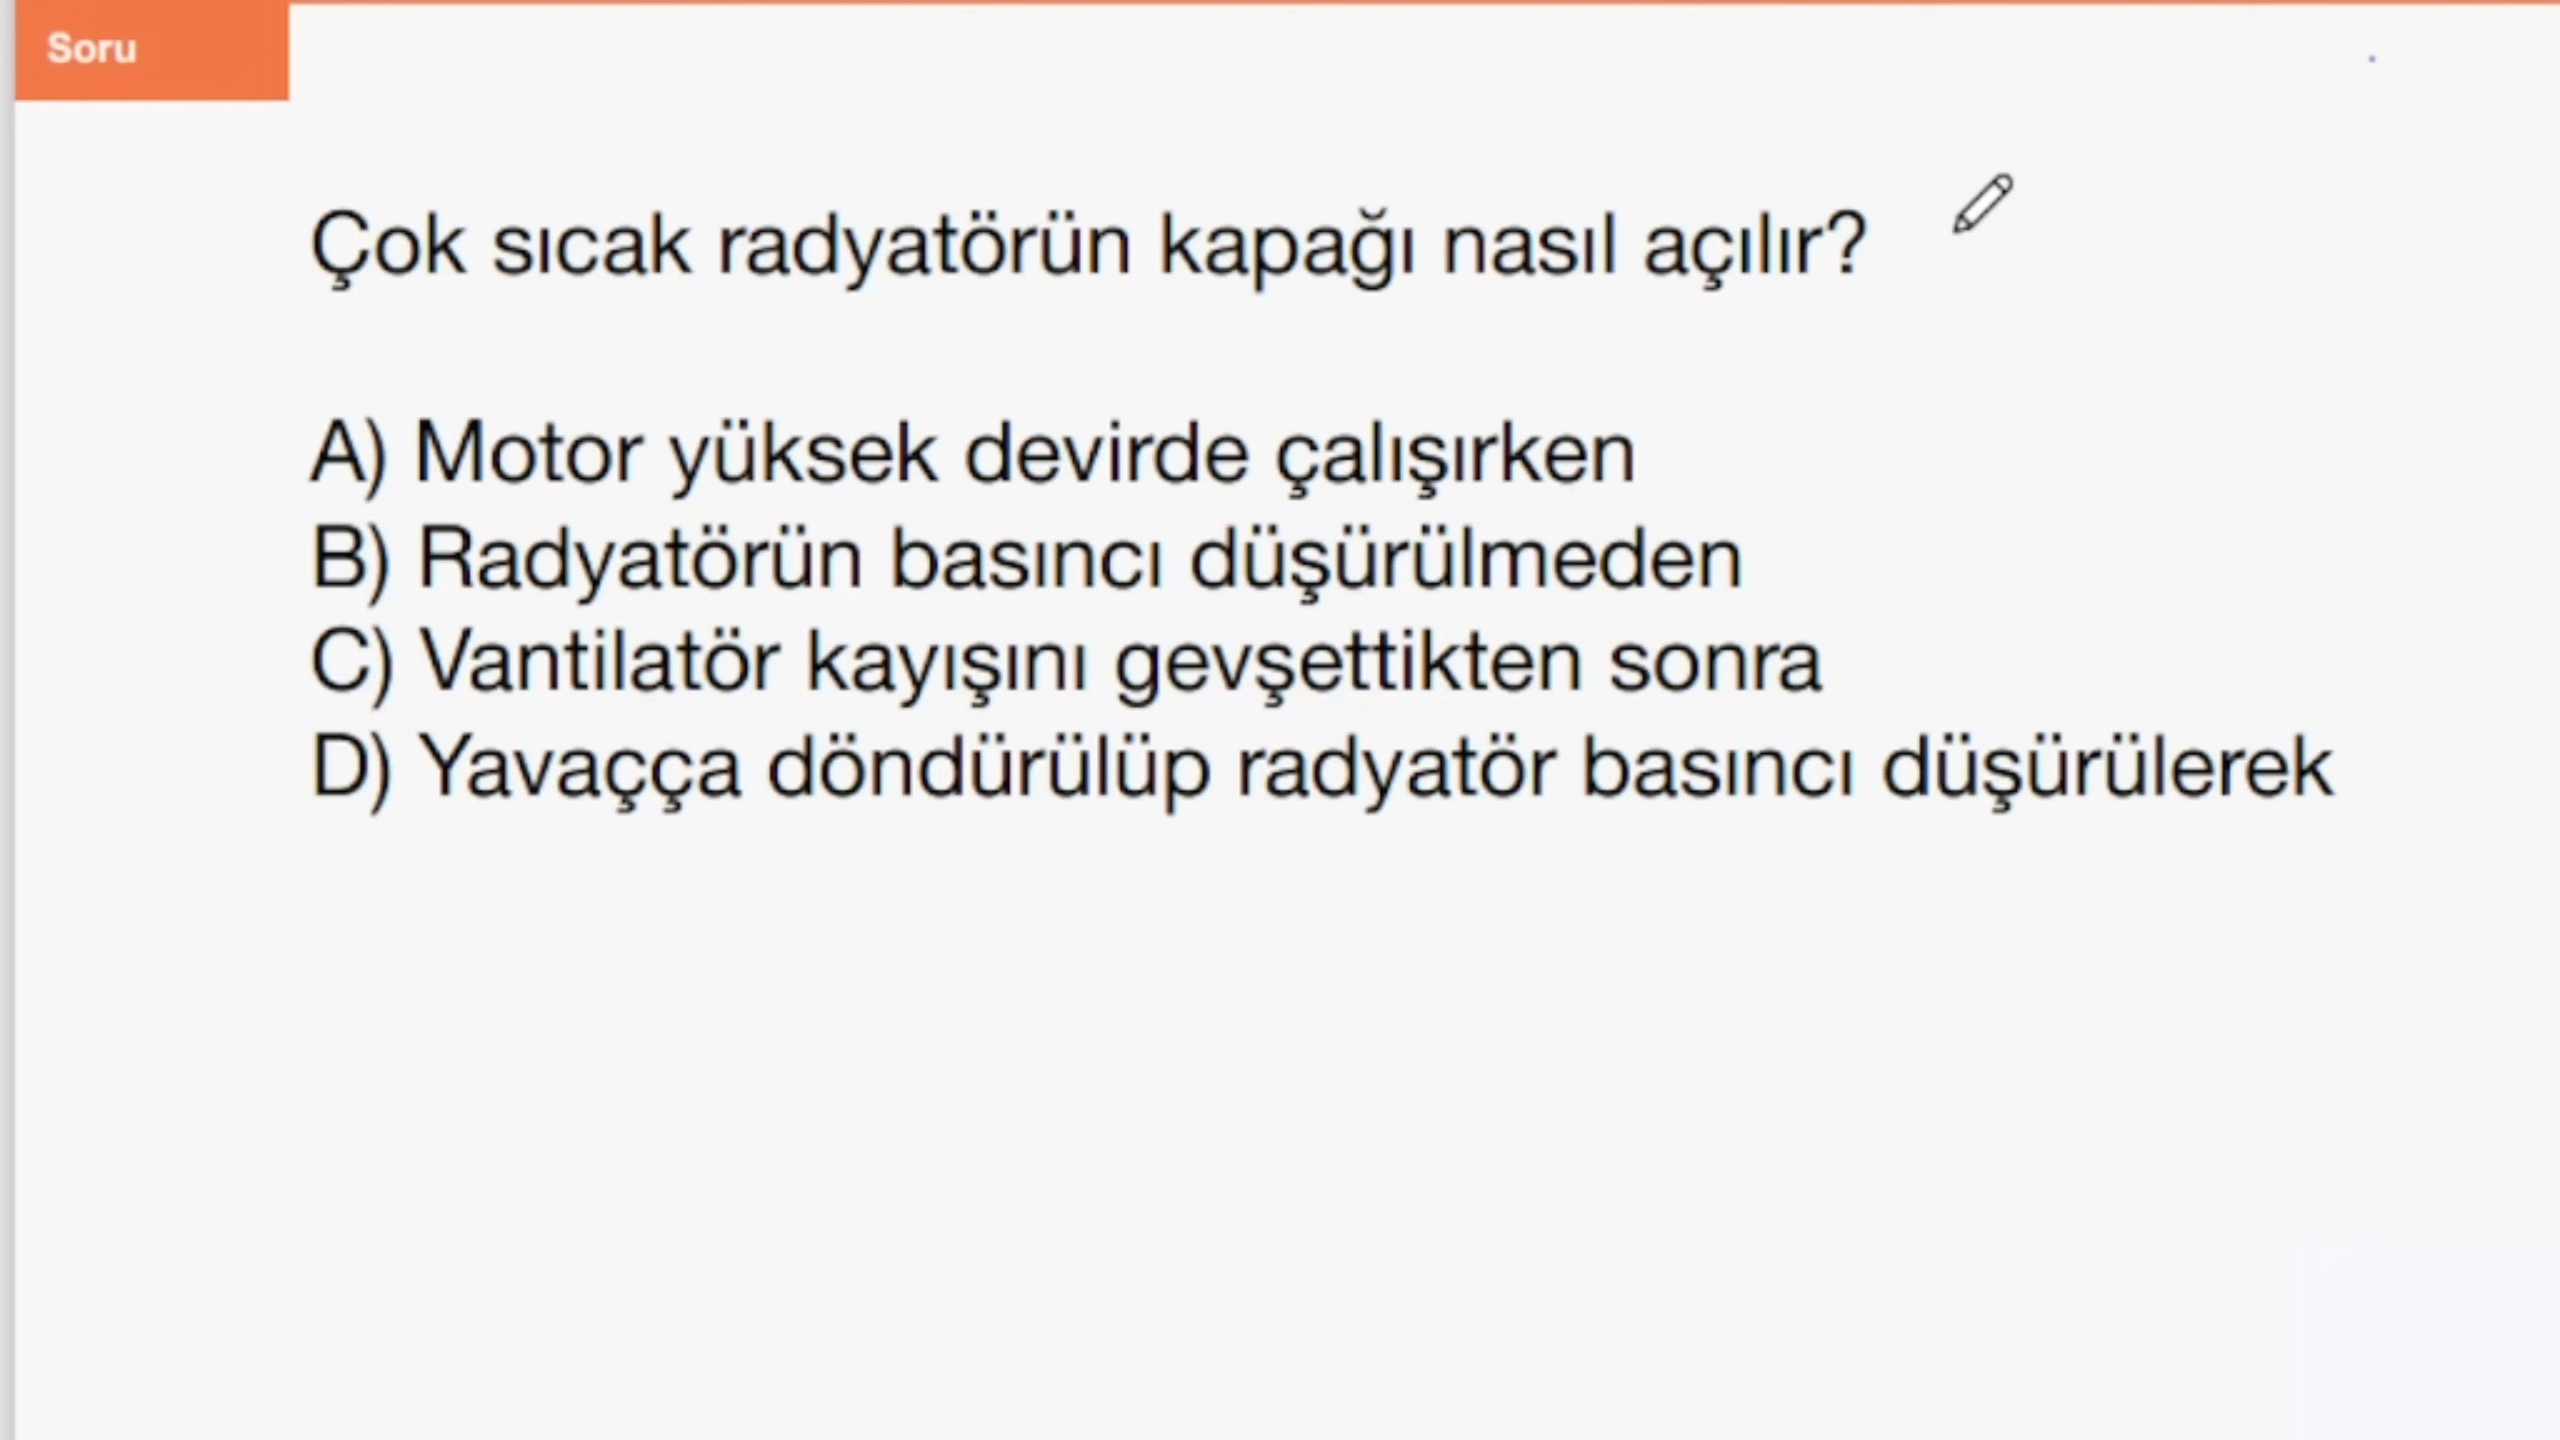 Soru
Çok sıcak radyatörün kapağı nasıl açılır?
A) Motor yüksek devirde çalışırken
B) Radyatörün basıncı düşürülmeden
C) Vantilatör kayışını gevşettikten sonra
D) Yavaçça döndürülüp radyatör basıncı düşürülerek